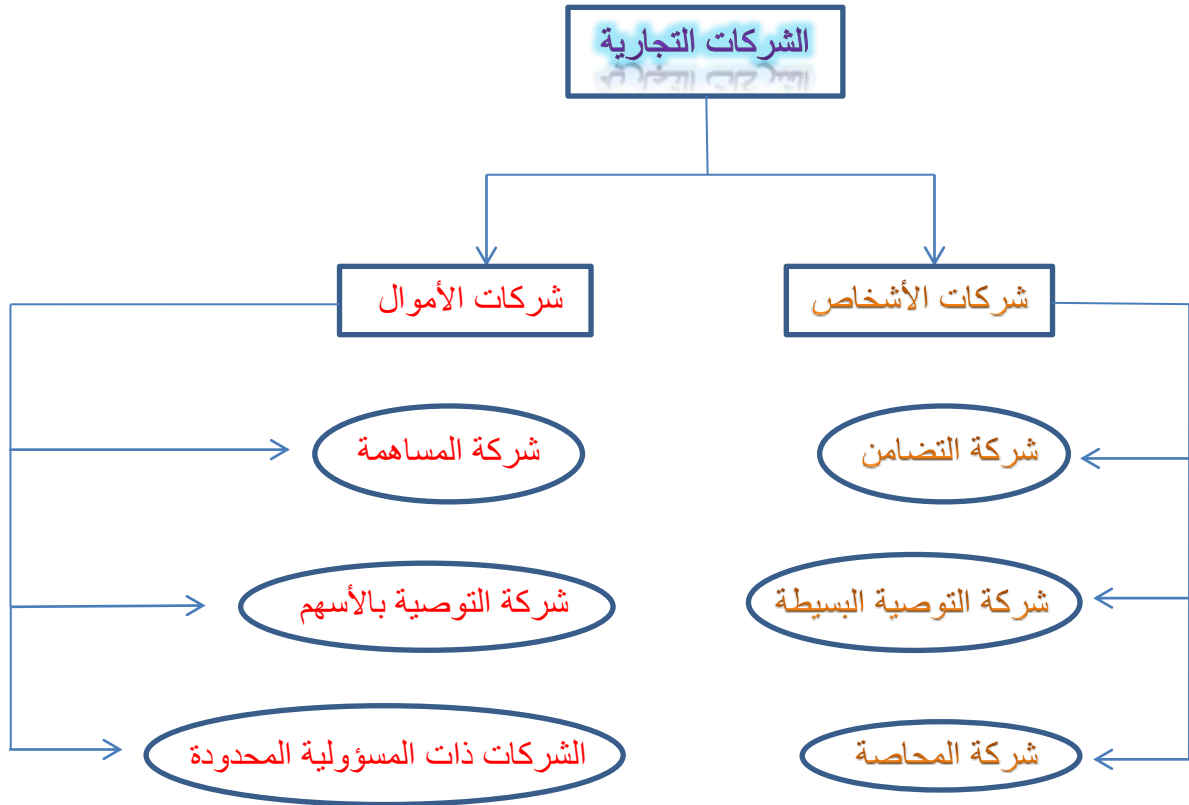 الشركات التجارية
شركات الأشخاص
شركات الأموال
شركة التضامن
شركة المساهمة
شركة التوصية البسيطة
شركة التوصية بالأسهم
شركة المحاصة
الشركات ذات المسؤولية المحدودة